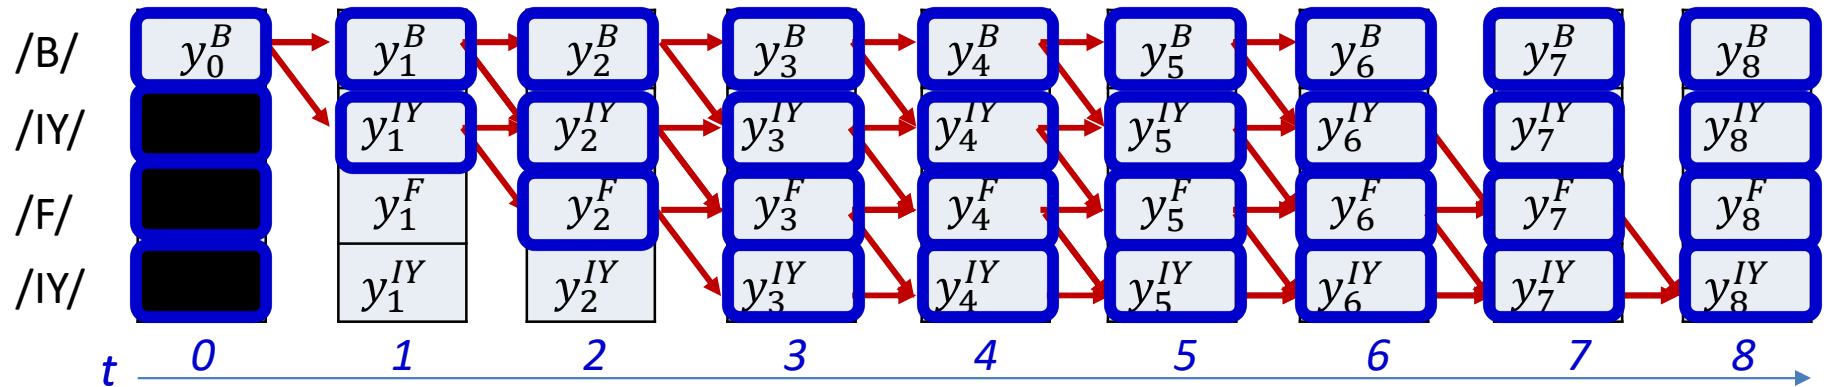 /B/ y_0^B y_1^B y_2^B y_3^B y_4^B y_5^B y_6^B y_7^B y_8^B
/IY/ y_1^{IY} y_2^{IY} y_3^{IY} y_4^{IY} y_5^{IY} y_6^{IY} y_7^{IY} y_8^{IY}
/F/ y_1^F y_2^F y_3^F y_4^F y_5^F y_6^F y_7^F y_8^F
/IY/ y_1^{IY} y_2^{IY} y_3^{IY} y_4^{IY} y_5^{IY} y_6^{IY} y_7^{IY} y_8^{IY}
0 1 2 3 4 5 6 7 8
t